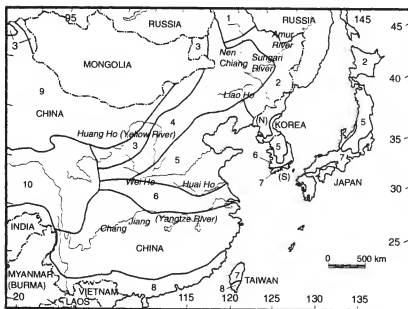 95
RUSSIA
1
RUSSIA
145
Amur
River
45
3
3
Nen
Chiang
Sungari
River
MONGOLIA
2
2
40
9
Liao Ho
CHINA
4
(N)
KOREA
5
Huang Ho (Yellow River)
3
5
5
35
6
7
10
Wei Ho
Huai Ho
7
(S)
JAPAN
6
30
INDIA
Chang
Jiang (Yangtze River)
CHINA
0 500 km
25
MYANMAR
(BURMA)
VIETNAM
7
TAIWAN
8
8
20
LAOS
115
120
125
130
135